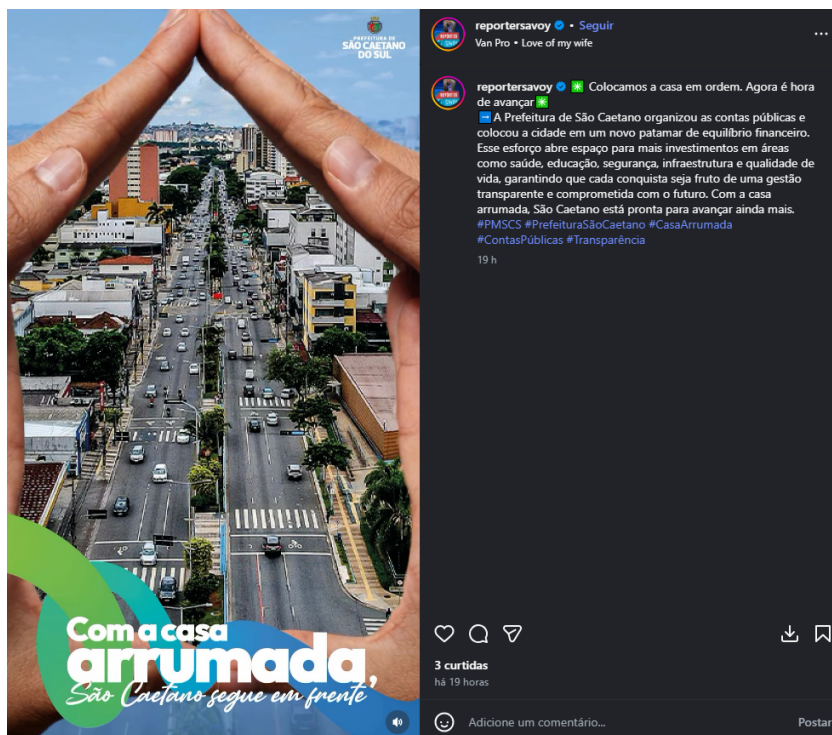 PREFEITURA DE
SÃO CAETANO
DO SUL
Com a casa
arrumada,
São Caetano segue em frente
reportersavoy • Seguir
Van Pro • Love of my wife
reportersavoy ✳️ Colocamos a casa em ordem. Agora é hora
de avançar✳️
➡️A Prefeitura de São Caetano organizou as contas públicas e
colocou a cidade em um novo patamar de equilíbrio financeiro.
Esse esforço abre espaço para mais investimentos em áreas
como saúde, educação, segurança, infraestrutura e qualidade de
vida, garantindo que cada conquista seja fruto de uma gestão
transparente e comprometida com o futuro. Com a casa
arrumada, São Caetano está pronta para avançar ainda mais.
#PMSCS #PrefeituraSãoCaetano #CasaArrumada
#ContasPúblicas #Transparência
19 h
3 curtidas
há 19 horas
Adicione um comentário...
Postar